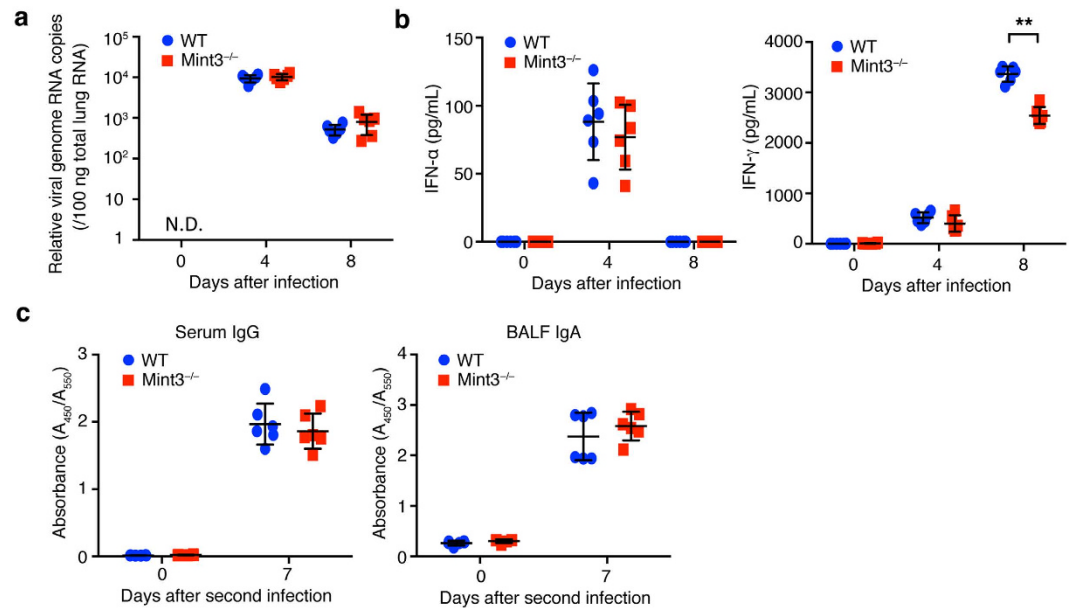 a
Relative viral genome RNA copies
(/100 ng total lung RNA)
10⁵
10⁴
10³
10²
10
1
WT
Mint3⁻/⁻
N.D.
0 4 8
Days after infection
b
IFN-α (pg/mL)
150
100
50
0
WT
Mint3⁻/⁻
0 4 8
Days after infection
IFN-γ (pg/mL)
4000
3000
2000
1000
0
WT
Mint3⁻/⁻
**
0 4 8
Days after infection
c
Serum IgG
Absorbance (A₄₅₀/A₅₅₀)
3
2
1
0
WT
Mint3⁻/⁻
0 7
Days after second infection
BALF IgA
Absorbance (A₄₅₀/A₅₅₀)
4
3
2
1
0
WT
Mint3⁻/⁻
0 7
Days after second infection